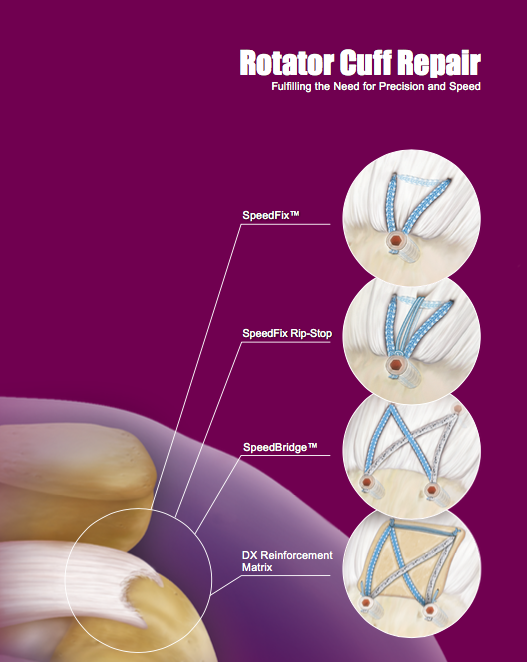 Rotator Cuff Repair
Fulfilling the Need for Precision and Speed
SpeedFix™
SpeedFix Rip-Stop
SpeedBridge™
DX Reinforcement
Matrix